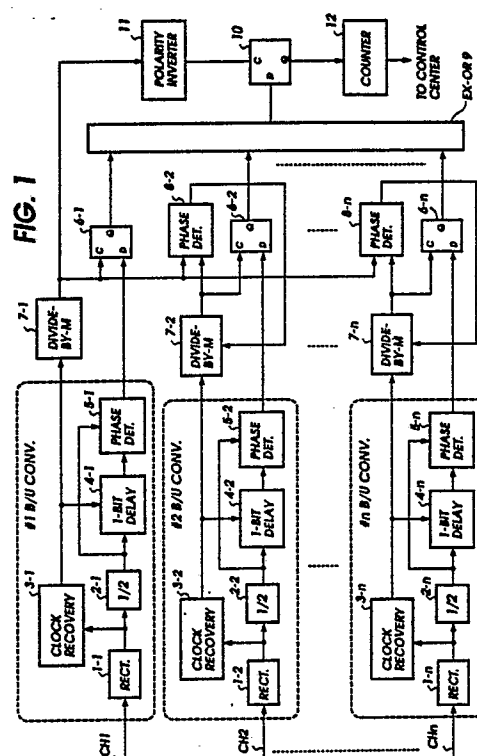 FIG. 1
11
POLARITY INVERTER
10
C
D
Q
12
COUNTER
TO CONTROL CENTER
EX-OR 9
6-1
C
Q
D
8-2
PHASE DET.
6-2
C
Q
D
8-n
PHASE DET.
6-n
C
Q
D
7-1
DIVIDE-BY-M
7-2
DIVIDE-BY-M
7-n
DIVIDE-BY-M
#1 B/U CONV.
3-1
CLOCK RECOVERY
4-1
1-BIT DELAY
5-1
PHASE DET.
2-1
1/2
1-1
RECT.
CH1
#2 B/U CONV.
3-2
CLOCK RECOVERY
4-2
1-BIT DELAY
5-2
PHASE DET.
2-2
1/2
1-2
RECT.
CH2
#n B/U CONV.
3-n
CLOCK RECOVERY
4-n
1-BIT DELAY
5-n
PHASE DET.
2-n
1/2
1-n
RECT.
CHn